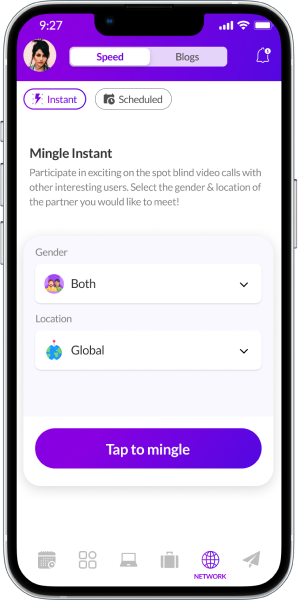 9:27
Speed
Blogs
Instant
Scheduled
Mingle Instant
Participate in exciting on the spot blind video calls with
other interesting users. Select the gender & location of
the partner you would like to meet!
Gender
Both
Location
Global
Tap to mingle
NETWORK